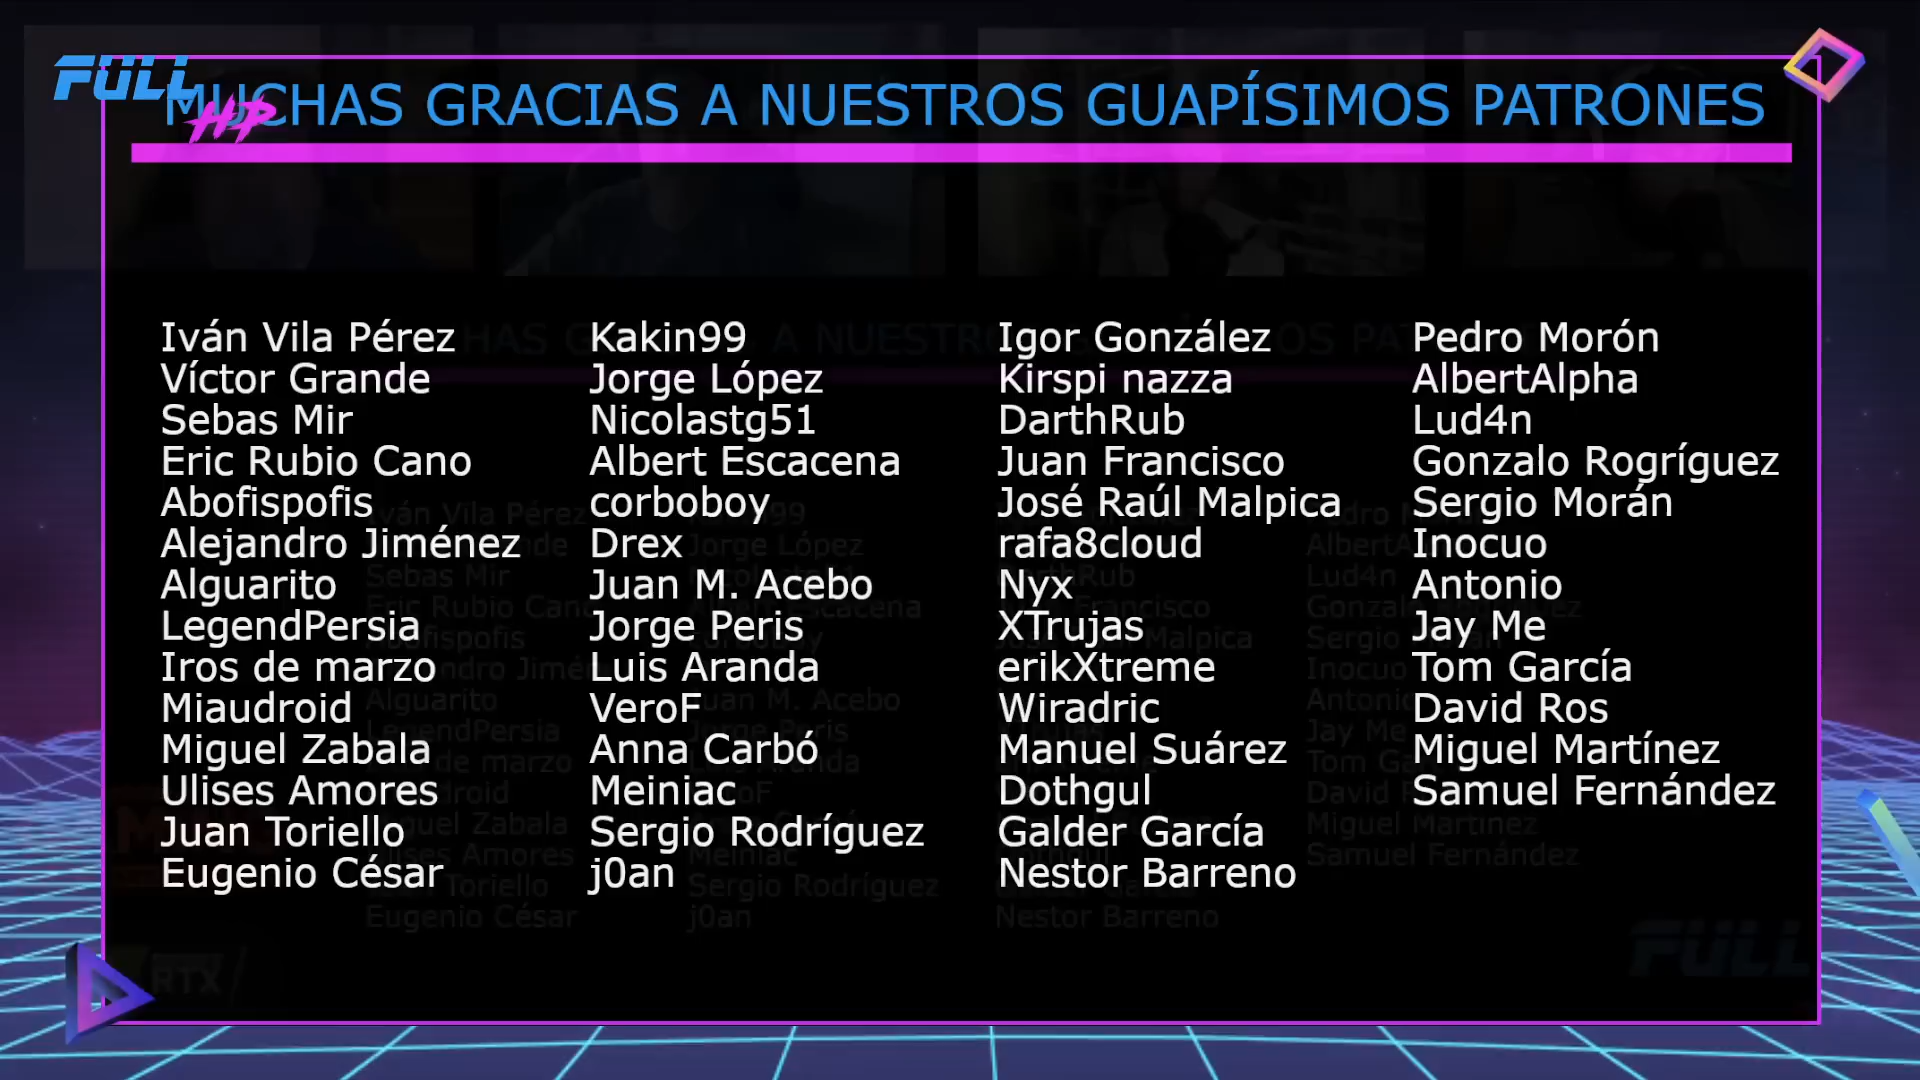 FULL
HP
MUCHAS GRACIAS A NUESTROS GUAPÍSIMOS PATRONES
Iván Vila Pérez
Víctor Grande
Sebas Mir
Eric Rubio Cano
Abofispofis
Alejandro Jiménez
Alguarito
LegendPersia
Iros de marzo
Miaudroid
Miguel Zabala
Ulises Amores
Juan Toriello
Eugenio César
Kakin99
Jorge López
Nicolastg51
Albert Escacena
corboboy
Drex
Juan M. Acebo
Jorge Peris
Luis Aranda
VeroF
Anna Carbó
Meiniac
Sergio Rodríguez
j0an
Igor González
Kirspi nazza
DarthRub
Juan Francisco
José Raúl Malpica
rafa8cloud
Nyx
XTrujas
erikXtreme
Wiradric
Manuel Suárez
Dothgul
Galder García
Nestor Barreno
Pedro Morón
AlbertAlpha
Lud4n
Gonzalo Rogríguez
Sergio Morán
Inocuo
Antonio
Jay Me
Tom García
David Ros
Miguel Martínez
Samuel Fernández
RTX
FULL